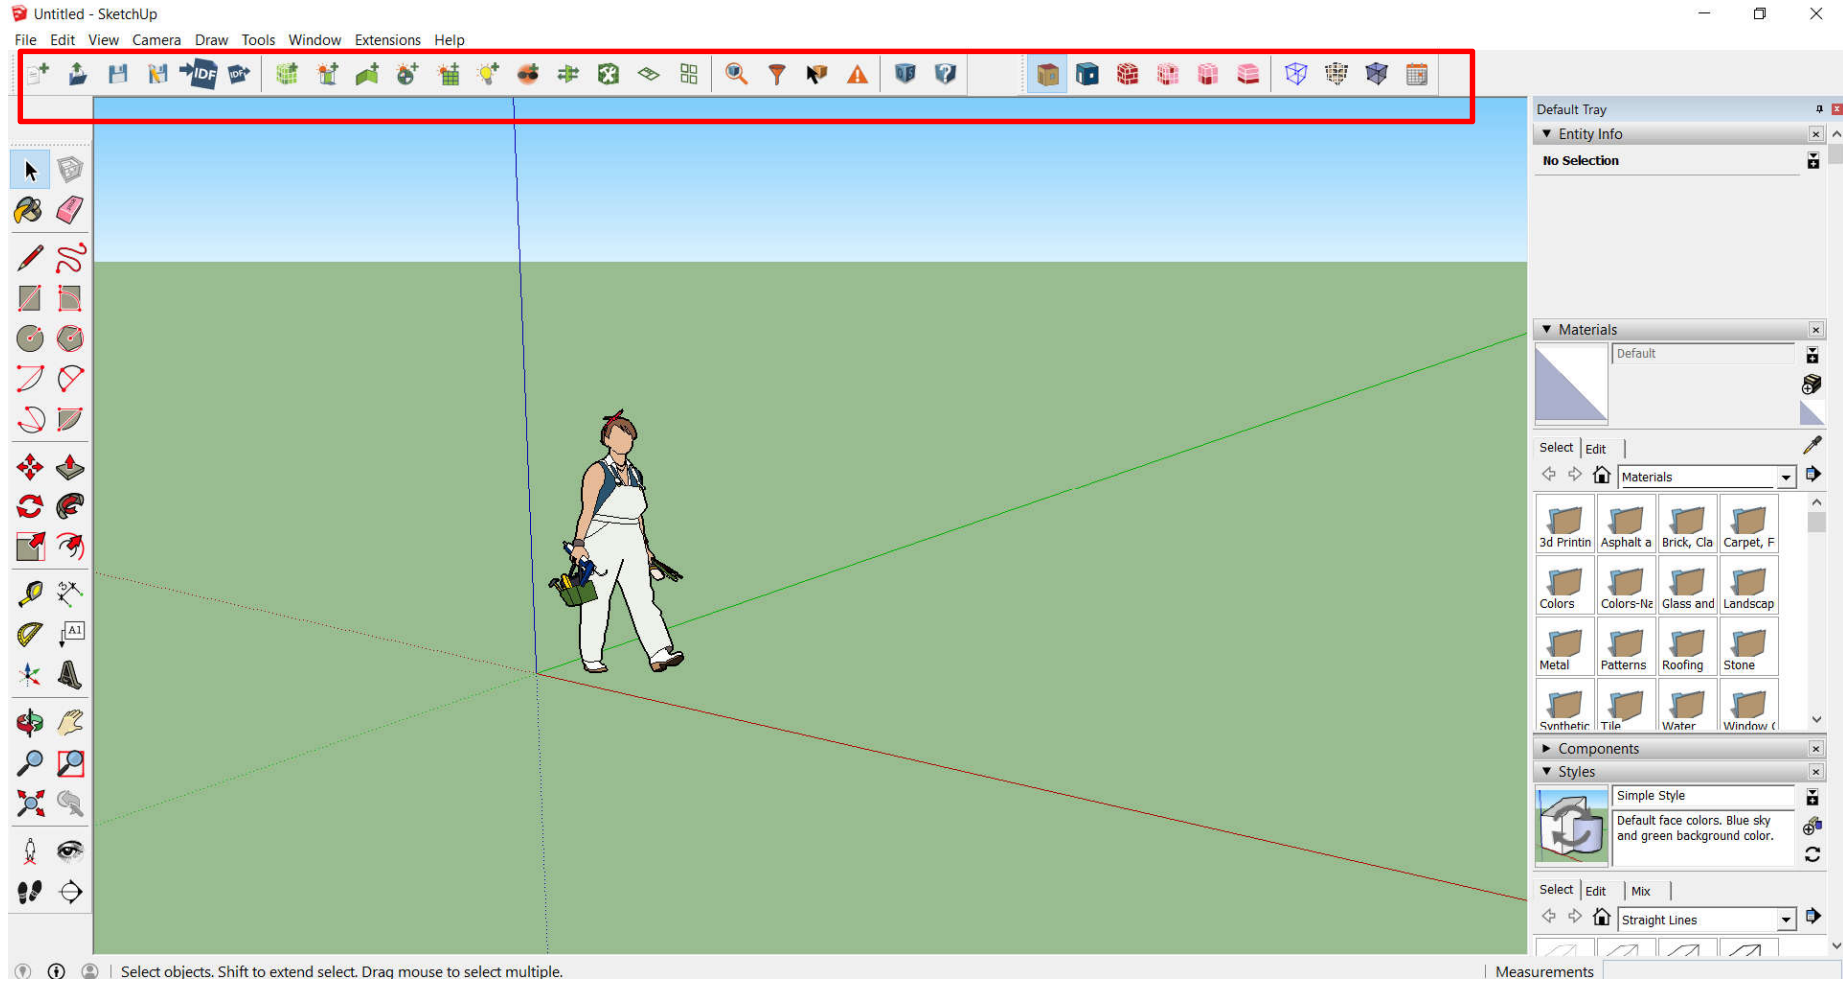 Untitled - SketchUp
File Edit View Camera Draw Tools Window Extensions Help
IDF IDF
Default Tray
Entity Info
No Selection
Materials
Default
Select Edit
Materials
3d Printin Asphalt a Brick, Cla Carpet, F
Colors Colors-Na Glass and Landscap
Metal Patterns Roofing Stone
Synthetic Tile Water Window (
Components
Styles
Simple Style
Default face colors. Blue sky
and green background color.
Select Edit Mix
Straight Lines
A1
Select objects. Shift to extend select. Drag mouse to select multiple.
Measurements